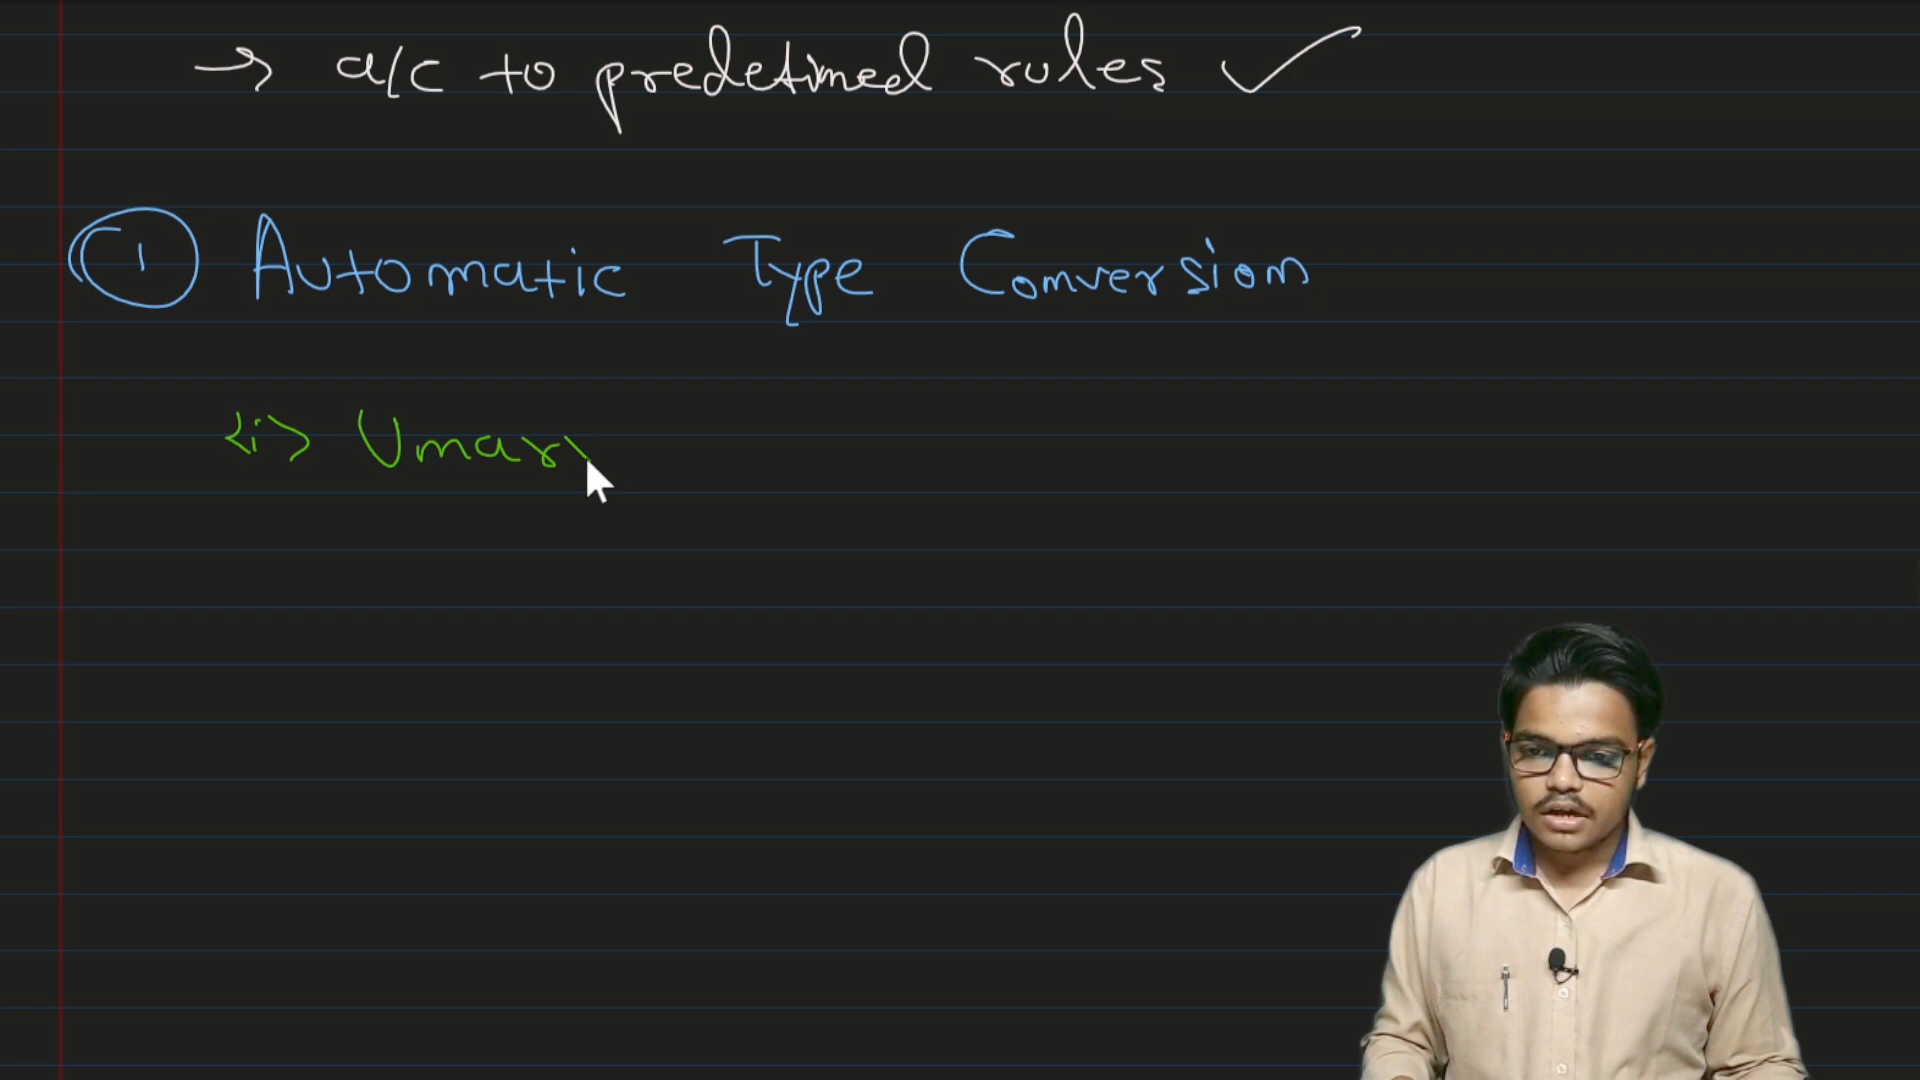 → a/c to predefined rules ✓
① Automatic Type Conversion
<i> Unary